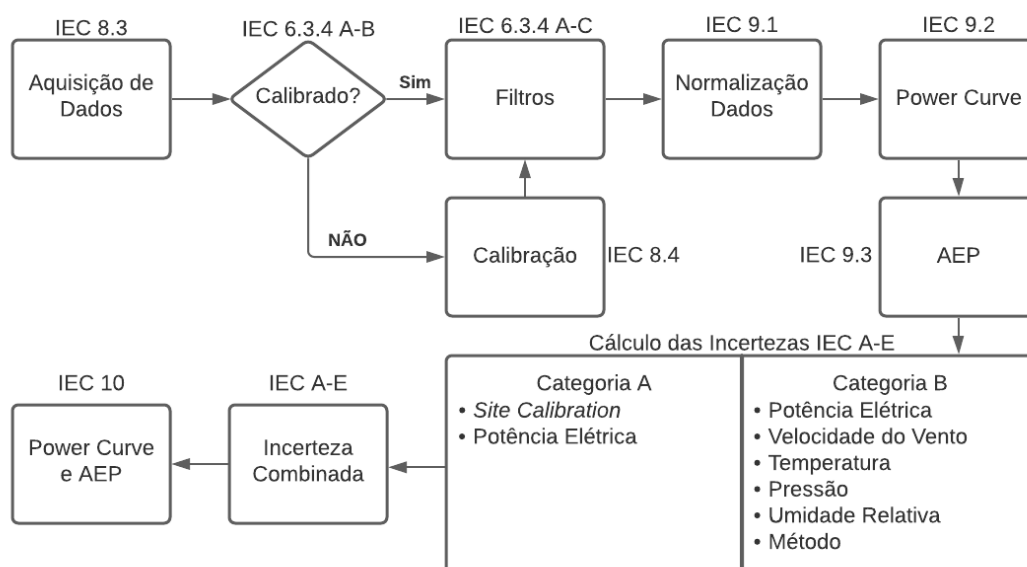 IEC 8.3
Aquisição de
Dados
IEC 6.3.4 A-B
Calibrado?
Sim
NÃO
IEC 6.3.4 A-C
Filtros
IEC 9.1
Normalização
Dados
IEC 9.2
Power Curve
Calibração
IEC 8.4
IEC 9.3
AEP
Cálculo das Incertezas IEC A-E
Categoria A
• Site Calibration
• Potência Elétrica
Categoria B
• Potência Elétrica
• Velocidade do Vento
• Temperatura
• Pressão
• Umidade Relativa
• Método
IEC A-E
Incerteza
Combinada
IEC 10
Power Curve
e AEP